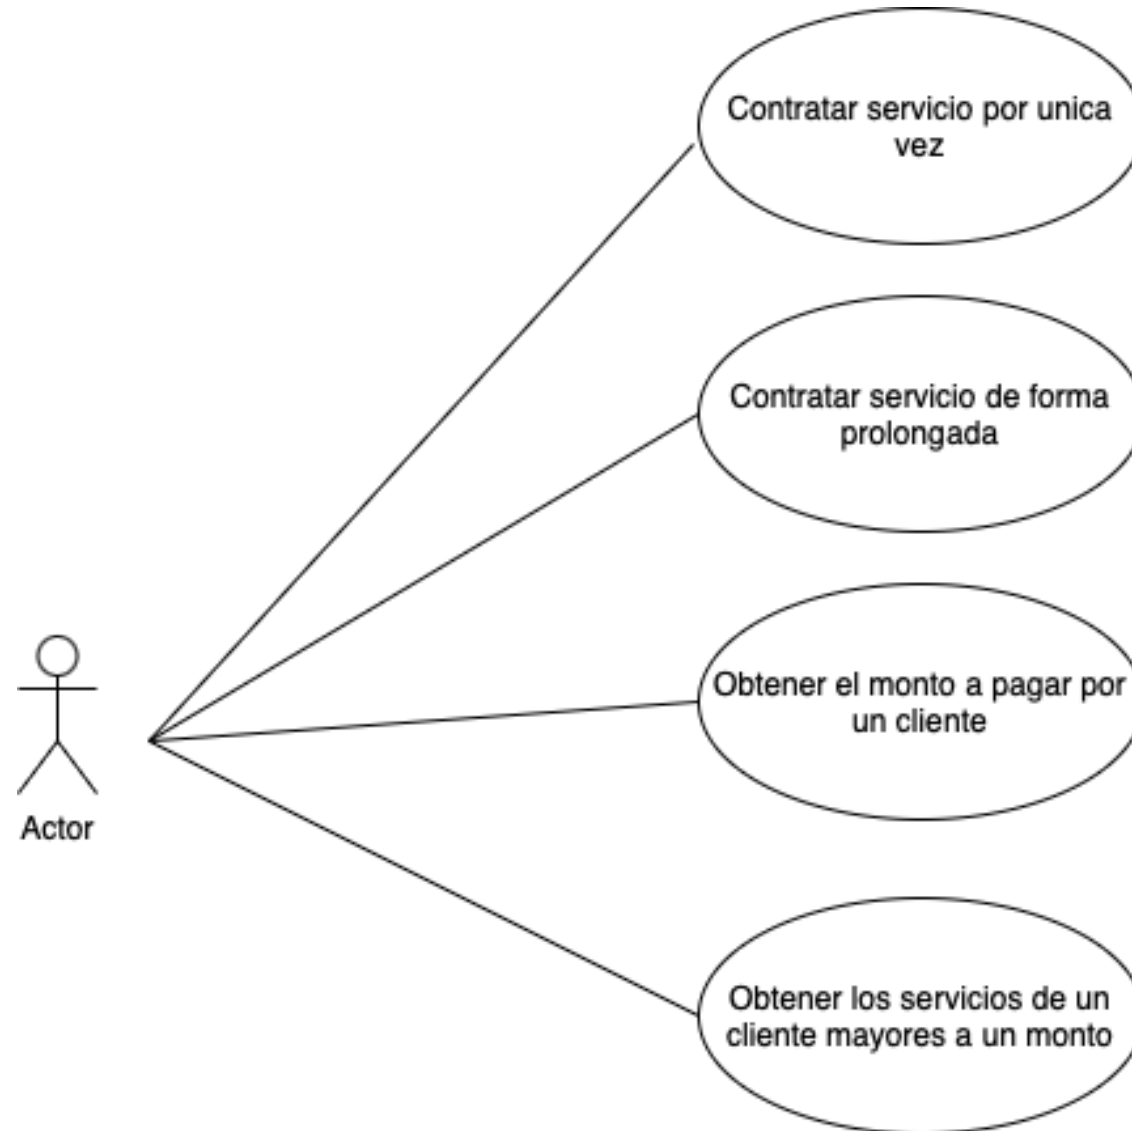 Contratar servicio por unica
vez
Contratar servicio de forma
prolongada
Obtener el monto a pagar por
un cliente
Actor
Obtener los servicios de un
cliente mayores a un monto